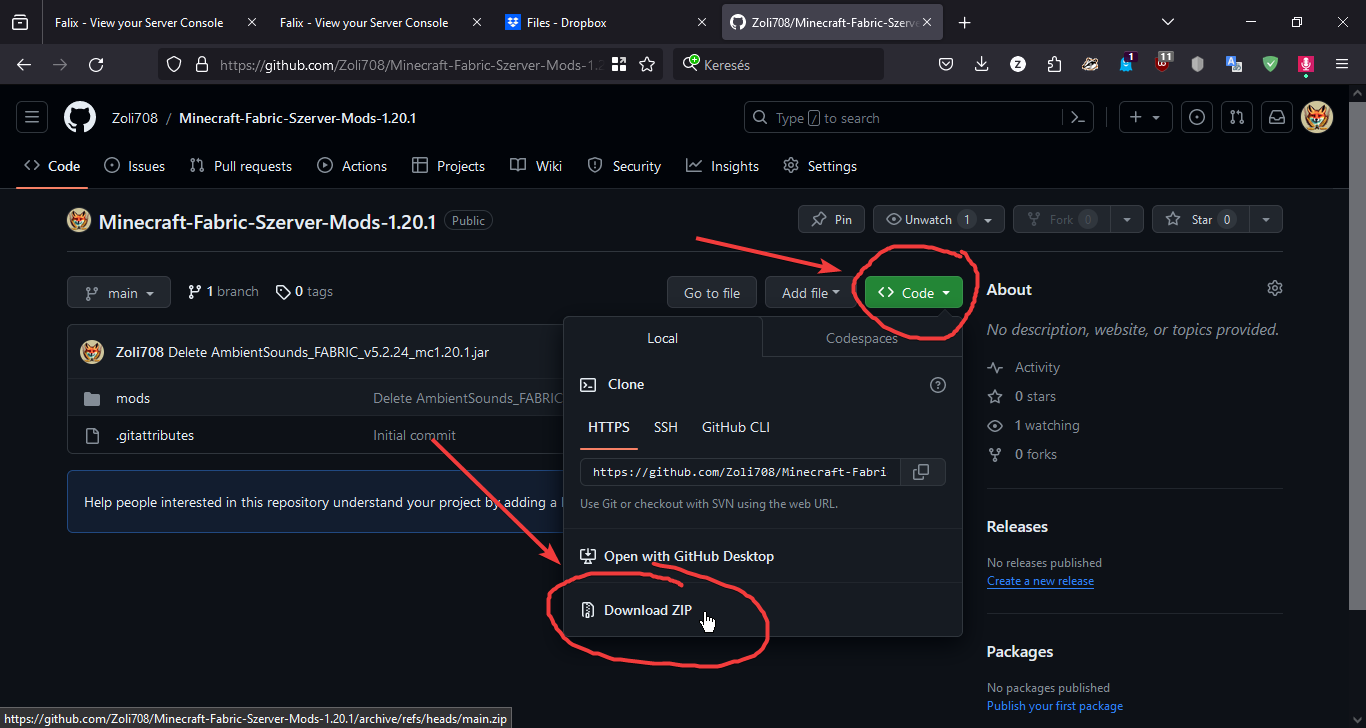 Falix - View your Server Console
Falix - View your Server Console
Files - Dropbox
Zoli708/Minecraft-Fabric-Szerve
https://github.com/Zoli708/Minecraft-Fabric-Szerver-Mods-1.2
Keresés
Z
1
11
Zoli708 / Minecraft-Fabric-Szerver-Mods-1.20.1
Type / to search
Code
Issues
Pull requests
Actions
Projects
Wiki
Security
Insights
Settings
Minecraft-Fabric-Szerver-Mods-1.20.1 Public
Pin
Unwatch 1
Fork 0
Star 0
main
1 branch
0 tags
Go to file
Add file
Code
Zoli708 Delete AmbientSounds_FABRIC_v5.2.24_mc1.20.1.jar
mods
Delete AmbientSounds_FABRIC
.gitattributes
Initial commit
Help people interested in this repository understand your project by adding a
Local
Codespaces
Clone
HTTPS
SSH
GitHub CLI
https://github.com/Zoli708/Minecraft-Fabri
Use Git or checkout with SVN using the web URL.
Open with GitHub Desktop
Download ZIP
About
No description, website, or topics provided.
Activity
0 stars
1 watching
0 forks
Releases
No releases published
Create a new release
Packages
No packages published
Publish your first package
https://github.com/Zoli708/Minecraft-Fabric-Szerver-Mods-1.20.1/archive/refs/heads/main.zip